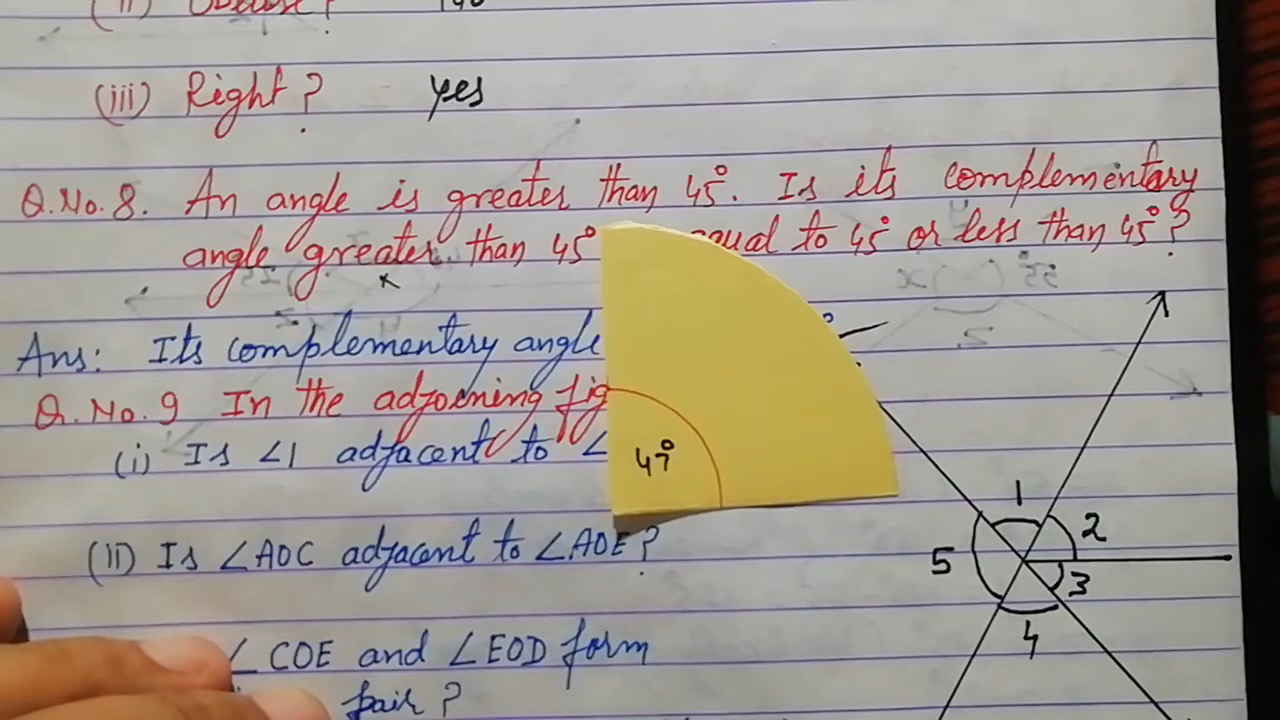 (ii) Obtuse?
(iii) Right? yes
Q.No.8. An angle is greater than 45°. Is its complementary
angle greater than 45° equal to 45° or less than 45°?
Ans: Its complementary angle
Q.No.9 In the adjoining fig
(i) Is ∠1 adjacent to ∠
47°
(II) Is ∠AOC adjacent to ∠AOE?
∠COE and ∠EOD form
pair?
1
2
5
3
4